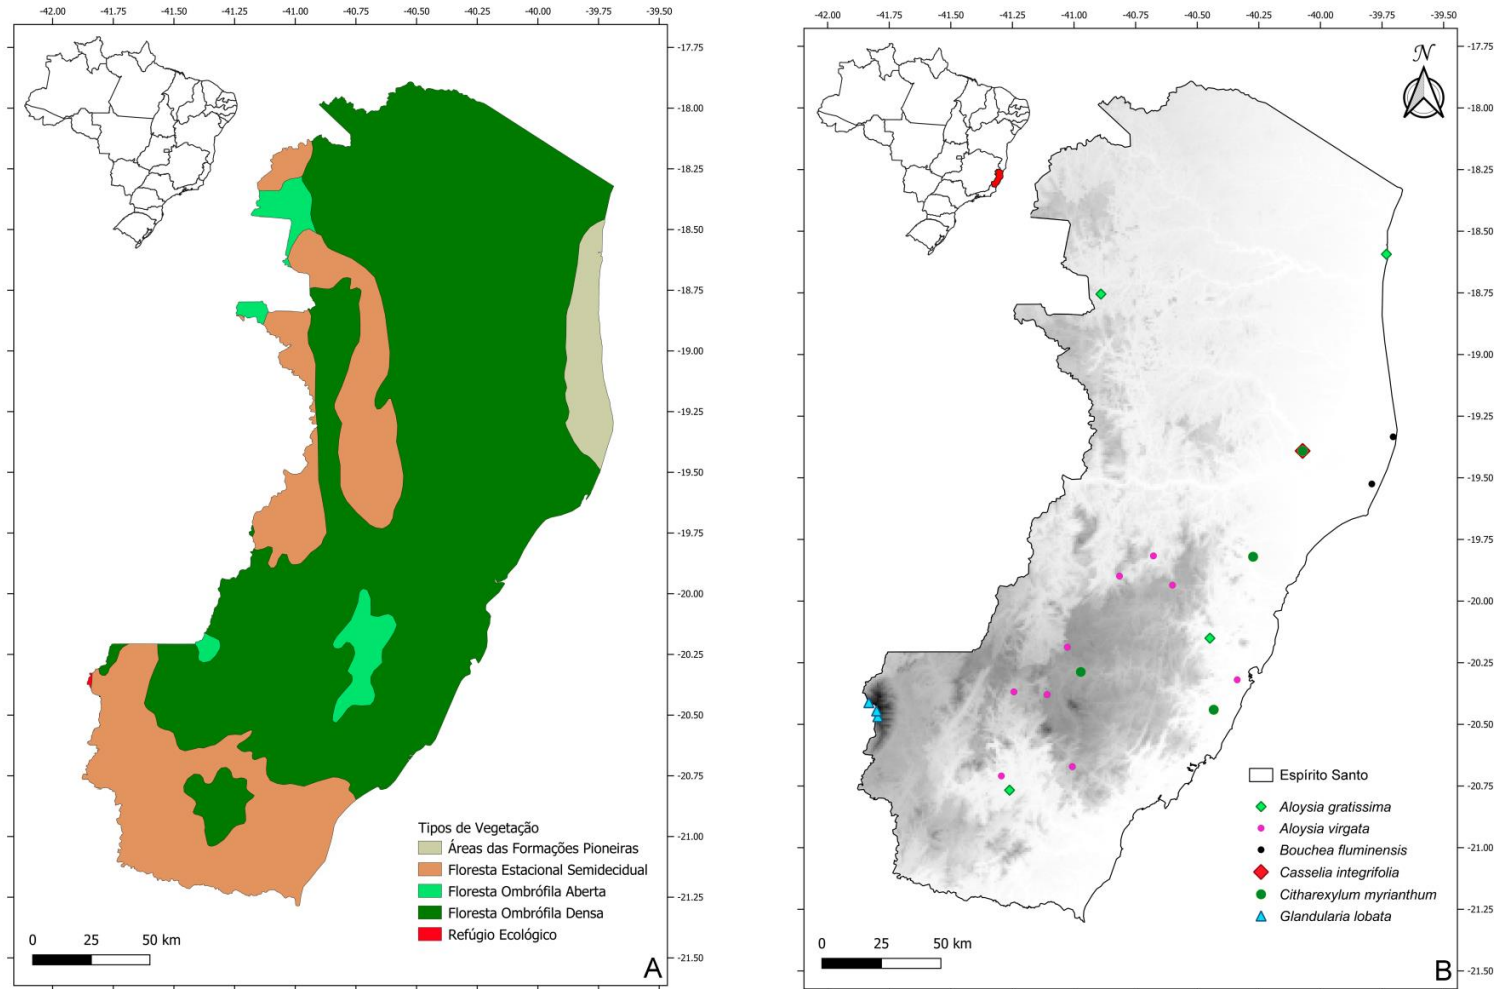 -42.00 -41.75 -41.50 -41.25 -41.00 -40.75 -40.50 -40.25 -40.00 -39.75 -39.50
-17.75
-18.00
-18.25
-18.50
-18.75
-19.00
-19.25
-19.50
-19.75
-20.00
-20.25
-20.50
-20.75
-21.00
-21.25
-21.50
Tipos de Vegetação
Áreas das Formações Pioneiras
Floresta Estacional Semidecidual
Floresta Ombrófila Aberta
Floresta Ombrófila Densa
Refúgio Ecológico
0 25 50 km
A
-42.00 -41.75 -41.50 -41.25 -41.00 -40.75 -40.50 -40.25 -40.00 -39.75 -39.50
N
-17.75
-18.00
-18.25
-18.50
-18.75
-19.00
-19.25
-19.50
-19.75
-20.00
-20.25
-20.50
-20.75
-21.00
-21.25
-21.50
Espírito Santo
Aloysia gratissima
Aloysia virgata
Bouchea fluminensis
Casselia integrifolia
Citharexylum myrianthum
Glandularia lobata
0 25 50 km
B